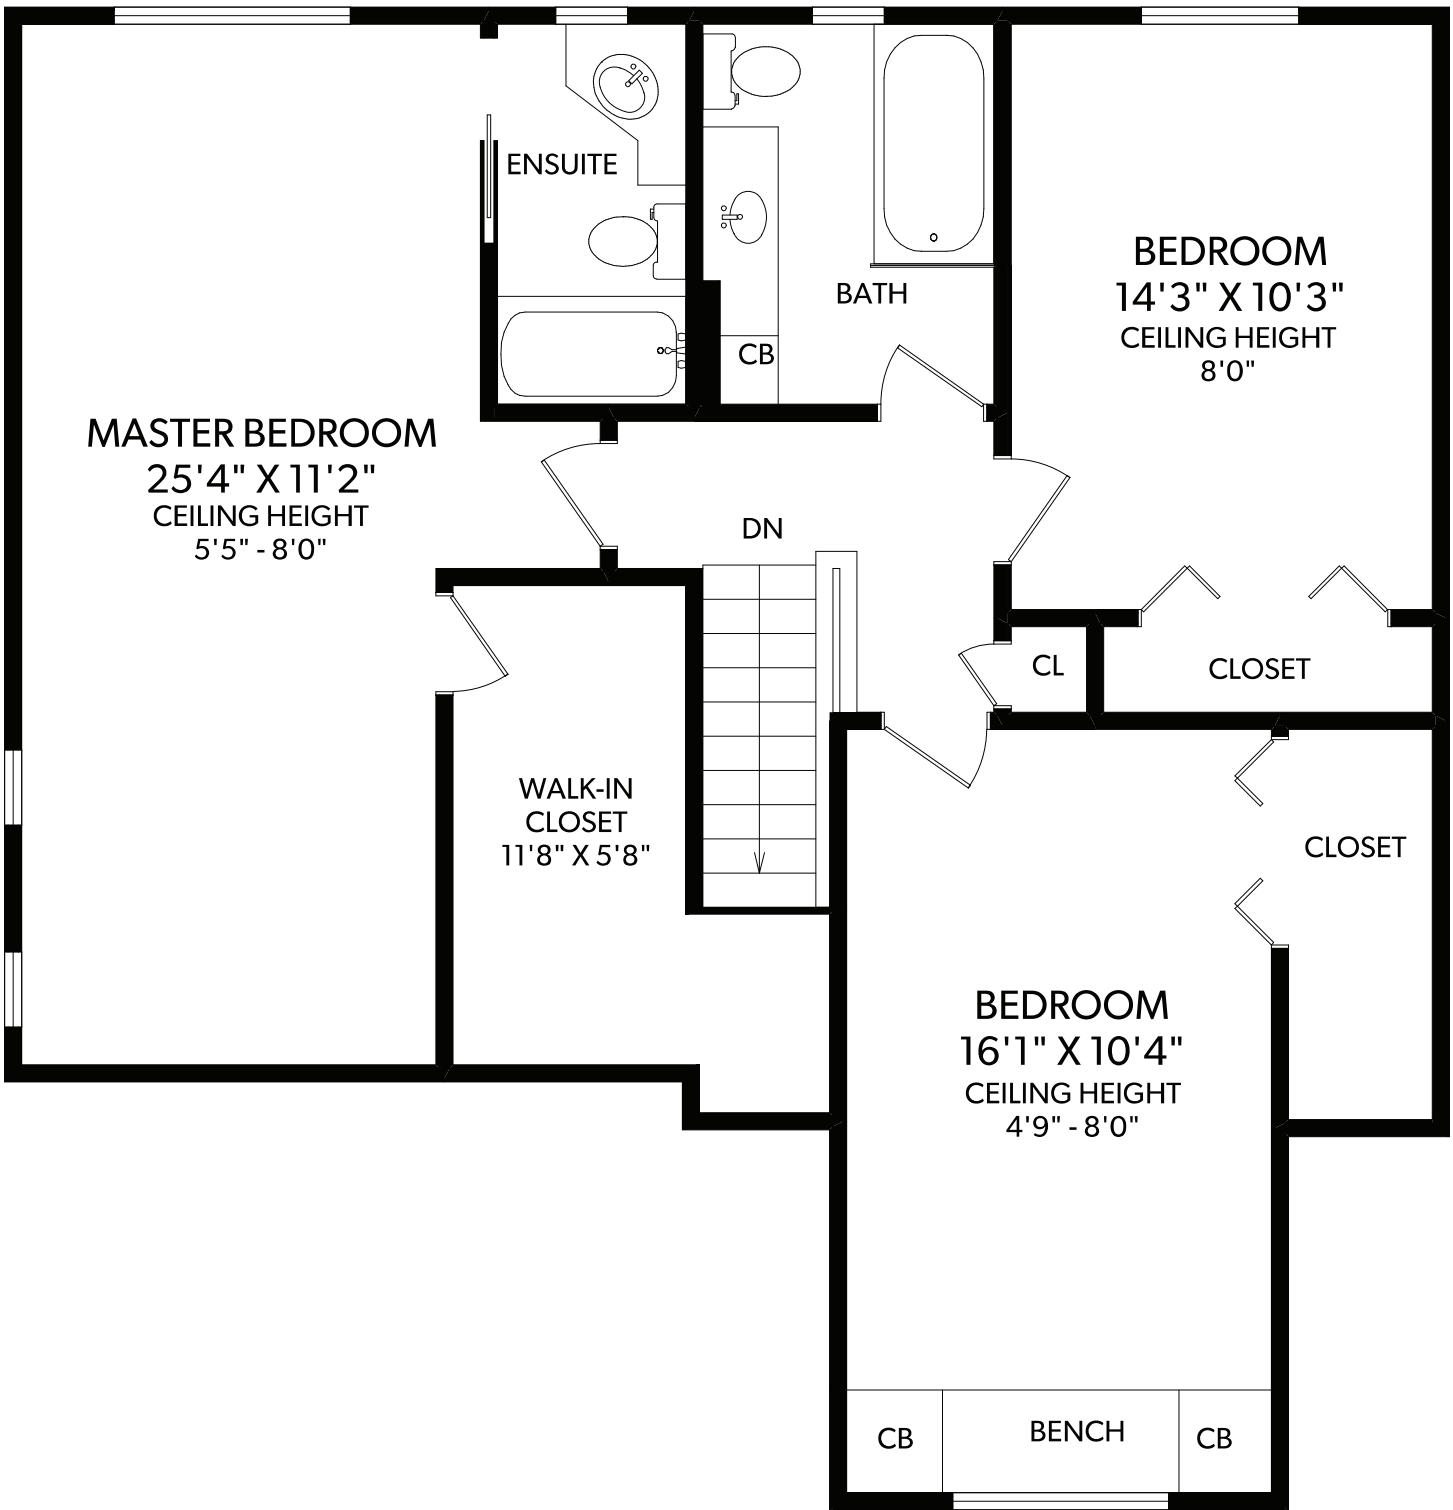 ENSUITE
BATH
CB
BEDROOM
14'3" X 10'3"
CEILING HEIGHT
8'0"
MASTER BEDROOM
25'4" X 11'2"
CEILING HEIGHT
5'5" - 8'0"
DN
CL
CLOSET
WALK-IN
CLOSET
11'8" X 5'8"
CLOSET
BEDROOM
16'1" X 10'4"
CEILING HEIGHT
4'9" - 8'0"
CB
BENCH
CB